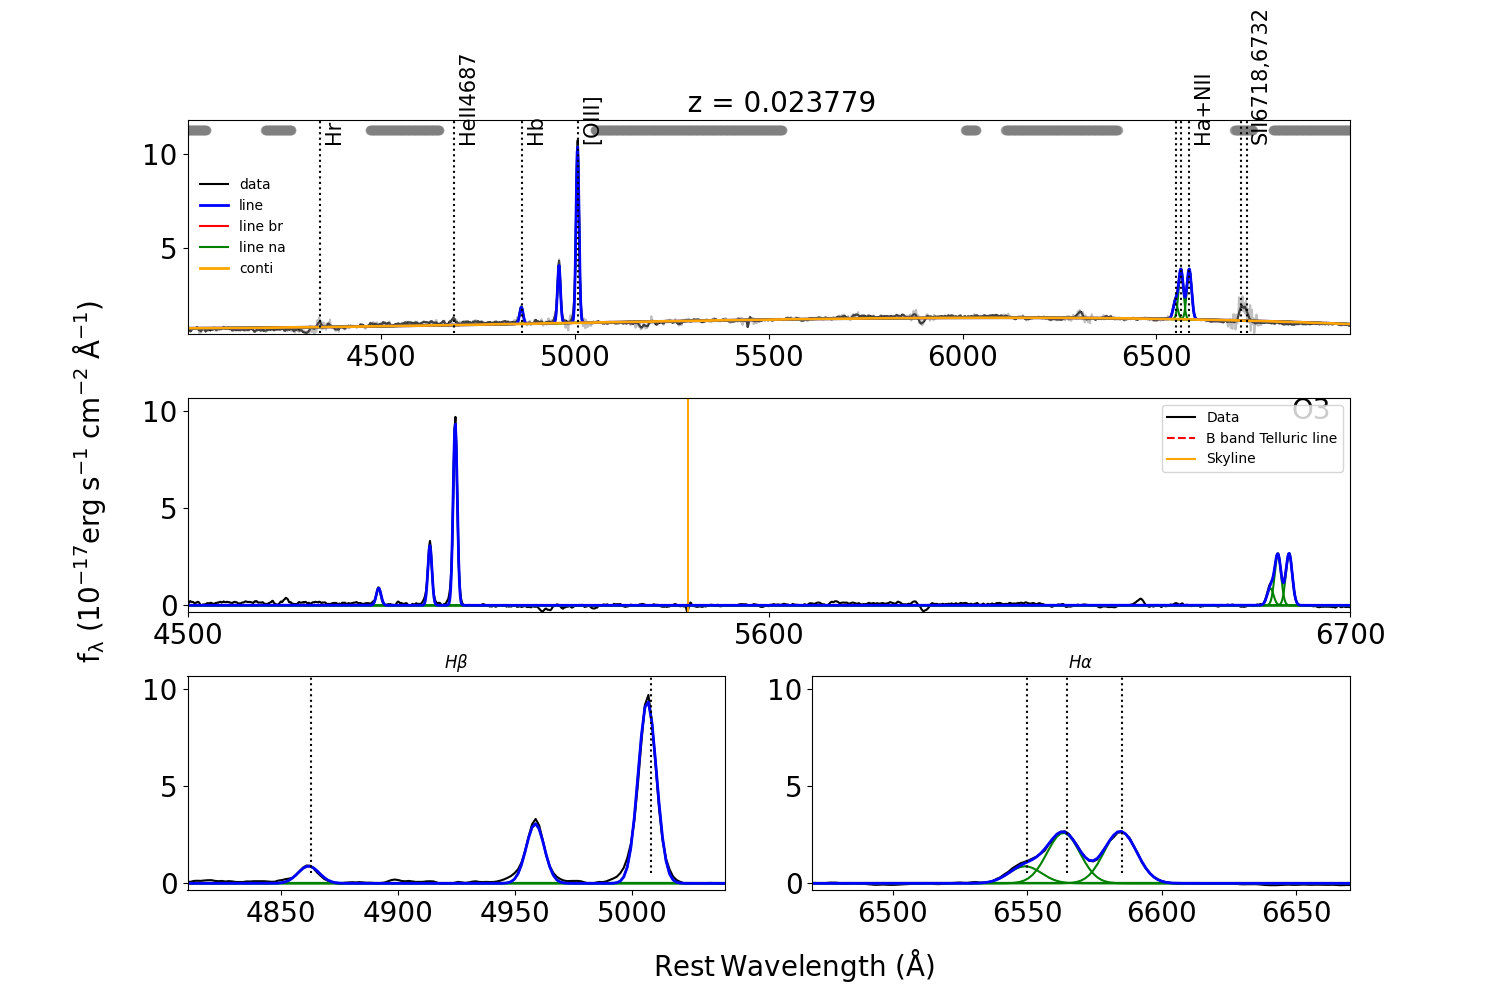 z = 0.023779
Hr
HeII4687
Hb
[OIII]
Ha+NII
SII6718,6732
10
5
data
line
line br
line na
conti
4500 5000 5500 6000 6500
fλ (10−17erg s−1 cm−2 Å−1)
10
5
0
O3
Data
B band Telluric line
Skyline
4500 5600 6700
Hβ
10
5
0
4850 4900 4950 5000
Hα
10
5
0
6500 6550 6600 6650
Rest Wavelength (Å)